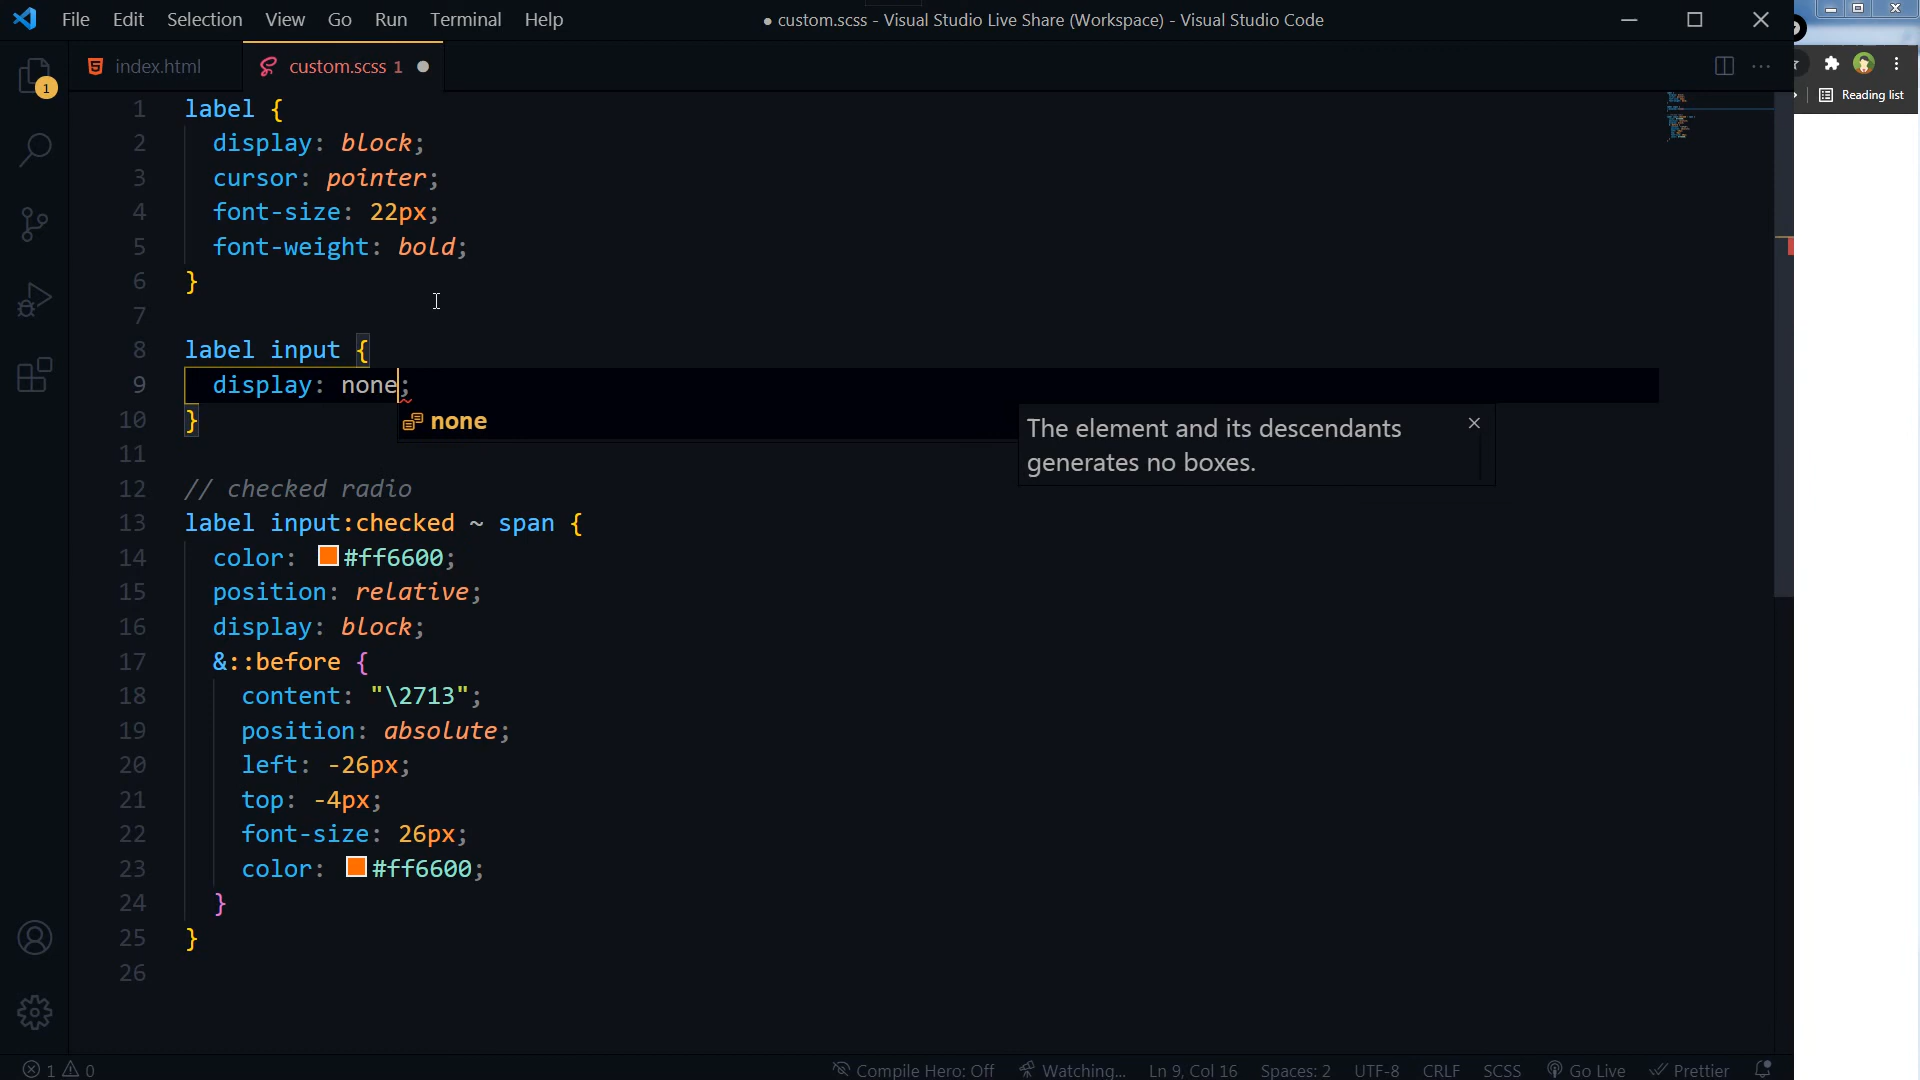 File Edit Selection View Go Run Terminal Help
● custom.scss - Visual Studio Live Share (Workspace) - Visual Studio Code
index.html
custom.scss 1
Reading list
1
1 label {
2 display: block;
3 cursor: pointer;
4 font-size: 22px;
5 font-weight: bold;
6 }
7
8 label input {
9 display: none;
10 }
none
The element and its descendants
generates no boxes.
11
12 // checked radio
13 label input:checked ~ span {
14 color: #ff6600;
15 position: relative;
16 display: block;
17 &::before {
18 content: "\2713";
19 position: absolute;
20 left: -26px;
21 top: -4px;
22 font-size: 26px;
23 color: #ff6600;
24 }
25 }
26
1 0 Compile Hero: Off Watching... Ln 9, Col 16 Spaces: 2 UTF-8 CRLF SCSS Go Live Prettier